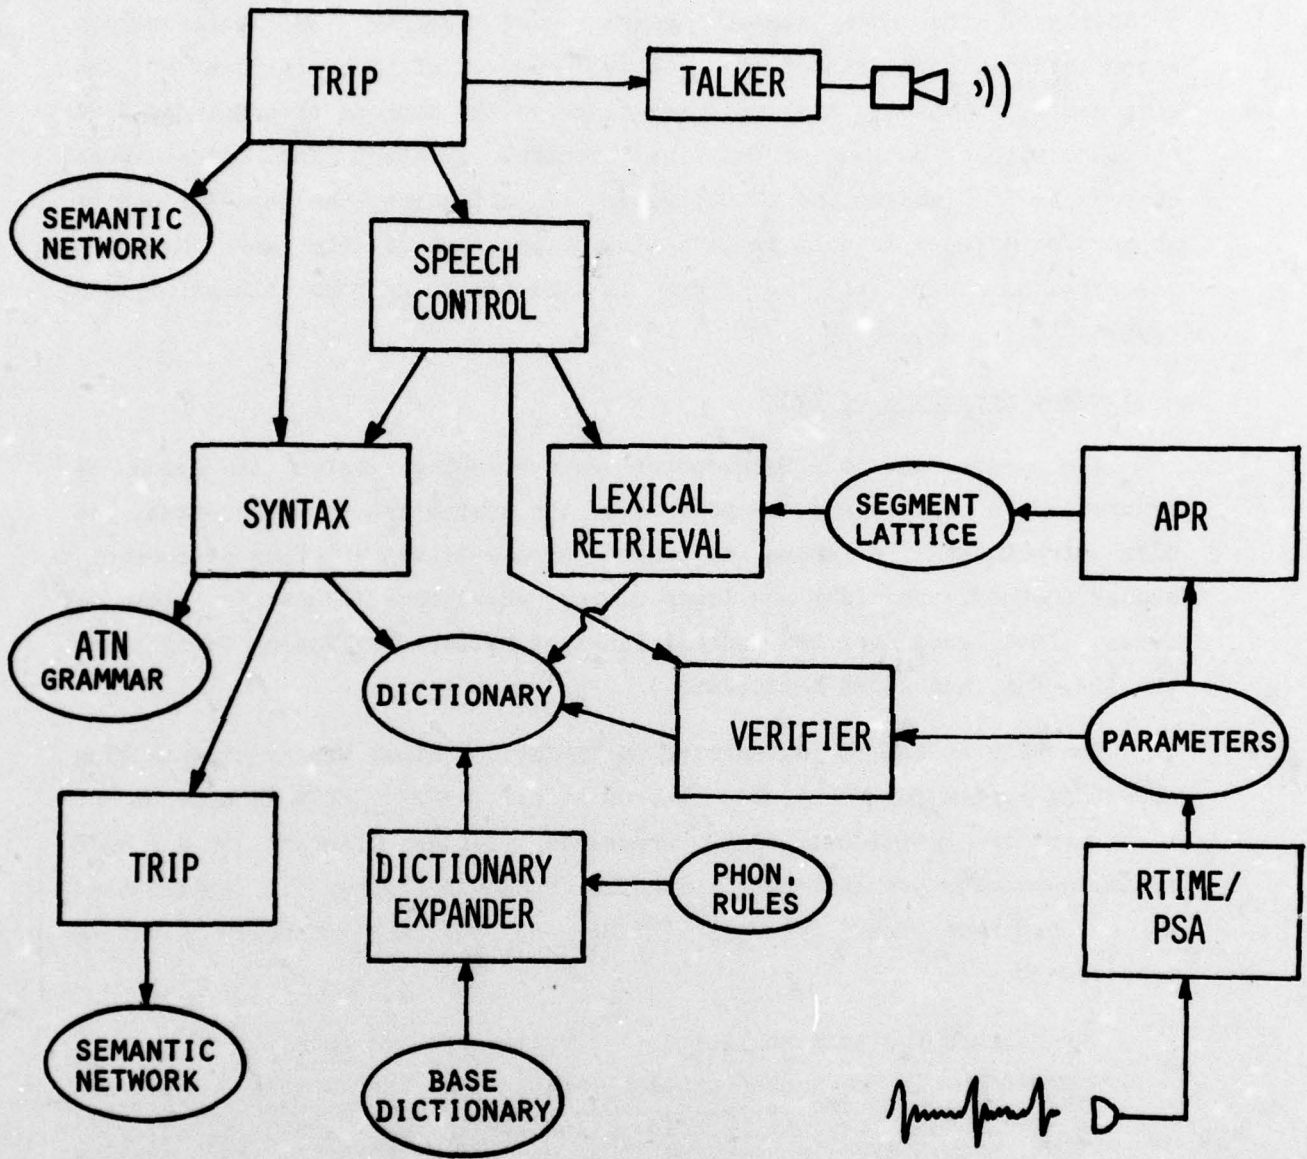 TRIP
TALKER
SEMANTIC
NETWORK
SPEECH
CONTROL
SYNTAX
LEXICAL
RETRIEVAL
SEGMENT
LATTICE
APR
ATN
GRAMMAR
DICTIONARY
VERIFIER
PARAMETERS
TRIP
DICTIONARY
EXPANDER
PHON.
RULES
RTIME/
PSA
SEMANTIC
NETWORK
BASE
DICTIONARY